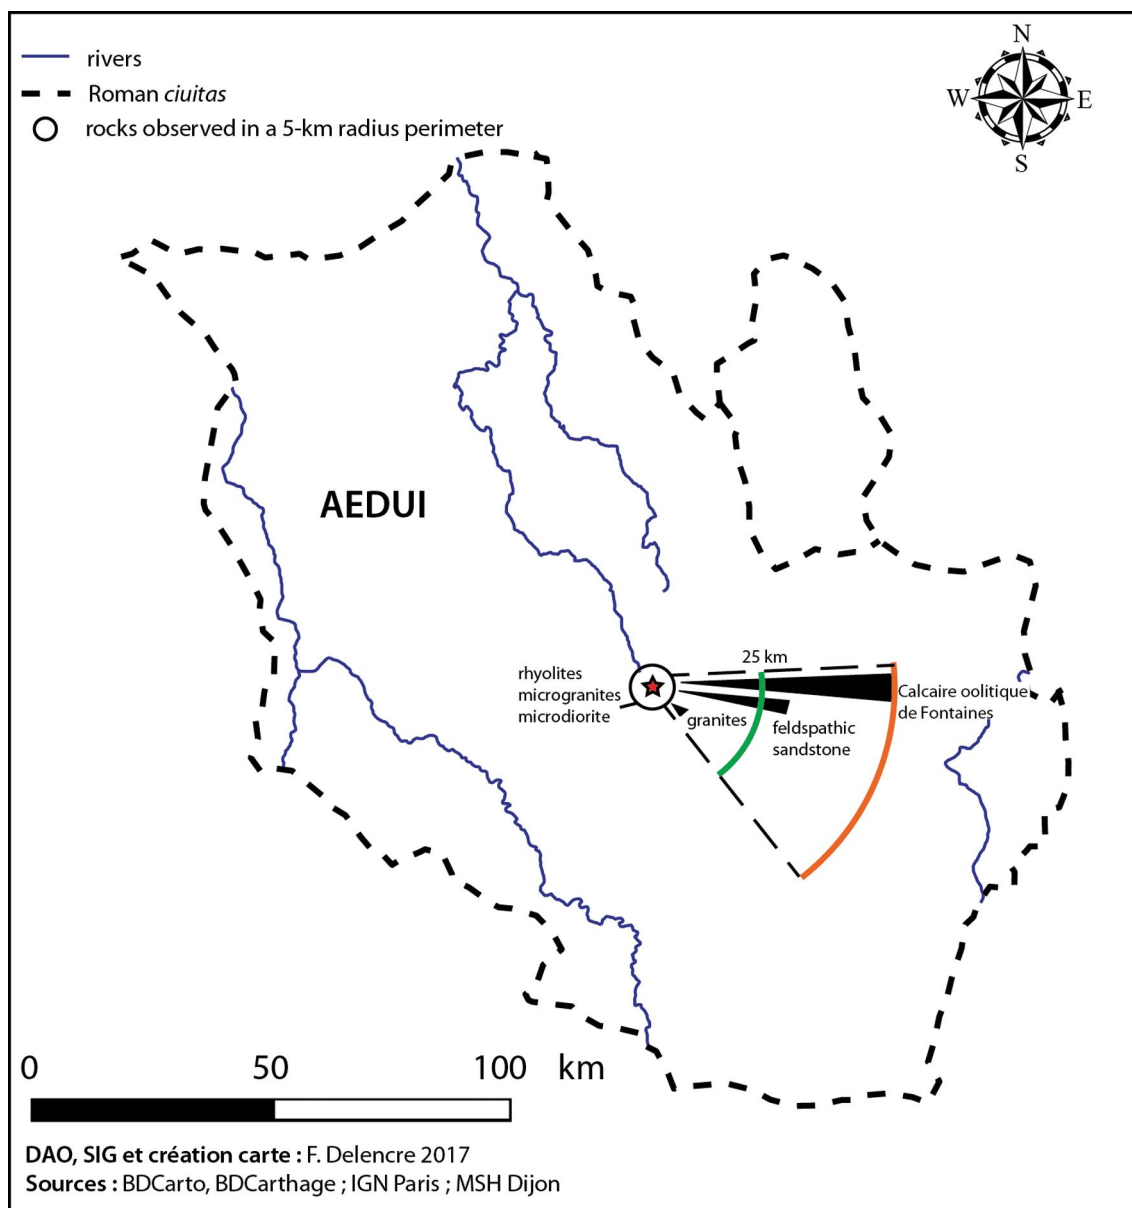 rivers
Roman ciuitas
rocks observed in a 5-km radius perimeter
N
W
E
S
AEDUI
25 km
rhyolites
microgranites
microdiorite
granites
feldspathic
sandstone
Calcaire oolitique
de Fontaines
0 50 100 km
DAO, SIG et création carte : F. Delencre 2017
Sources : BDCarto, BDCarthage ; IGN Paris ; MSH Dijon